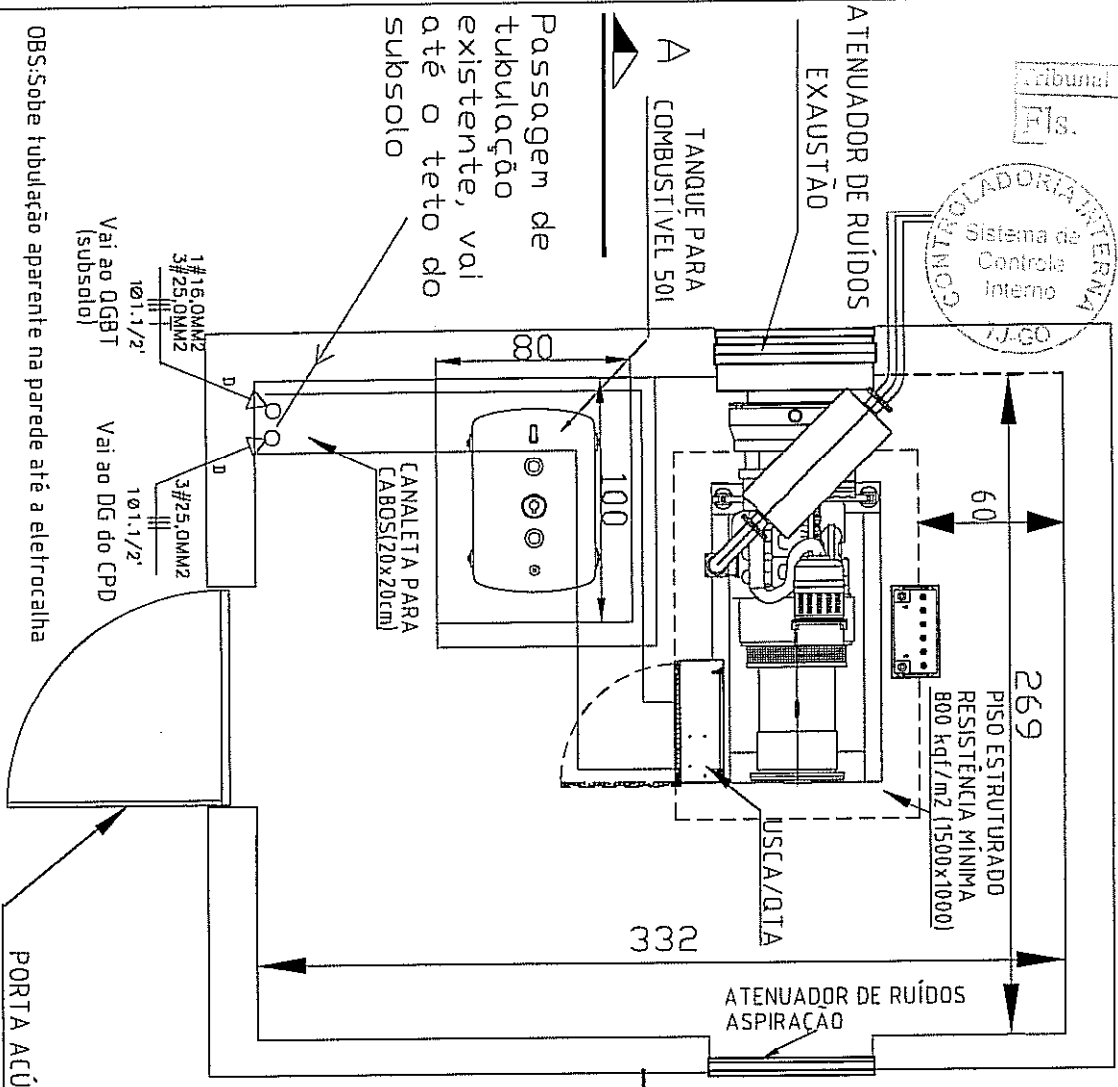 Tribunal
Fls.
CONTROLADORIA INTERNA
Sistema de
Controle
Interno
TJ-GO
ATENUADOR DE RUÍDOS
EXAUSTÃO
A
TANQUE PARA
COMBUSTÍVEL 50l
Passagem de
tubulação
existente, vai
até o teto do
subsolo
60
269
PISO ESTRUTURADO
RESISTÊNCIA MÍNIMA
800 kgf/m2 (1500x1000)
80
100
USCA/QTA
332
ATENUADOR DE RUÍDOS
ASPIRAÇÃO
CANALETA PARA
CABOS(20x20cm)
1#16,0MM2
3#25,0MM2
1Ø1.1/2'
Vai ao QGBT
(subsolo)
D
D
3#25,0MM2
1Ø1.1/2'
Vai ao DG do CPD
OBS:Sobe tubulação aparente na parede até a eletrocalha
PORTA ACÚ